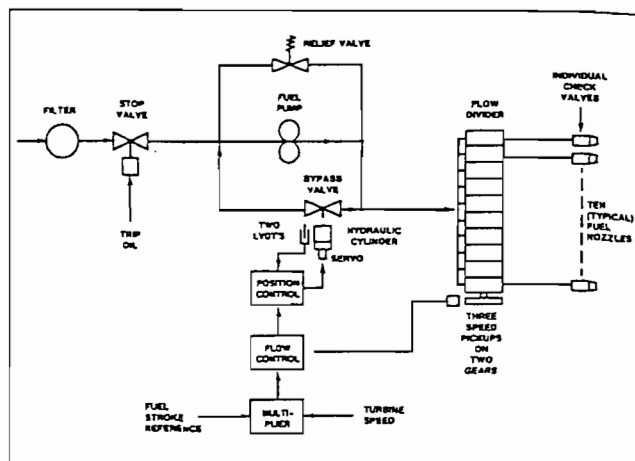 RELIEF VALVE
FILTER
STOP
VALVE
FUEL
PUMP
FLOW
DIVIDER
INDIVIDUAL
CHECK
VALVES
BYPASS
VALVE
TRIP
OIL
TWO
LVDT'S
HYDRAULIC
CYLINDER
SERVO
TEN
(TYPICAL)
FUEL
NOZZLES
POSITION
CONTROL
THREE
SPEED
PICKUPS
ON
TWO
GEARS
FLOW
CONTROL
FUEL
STROKE
REFERENCE
MULTI-
PLIER
TURBINE
SPEED